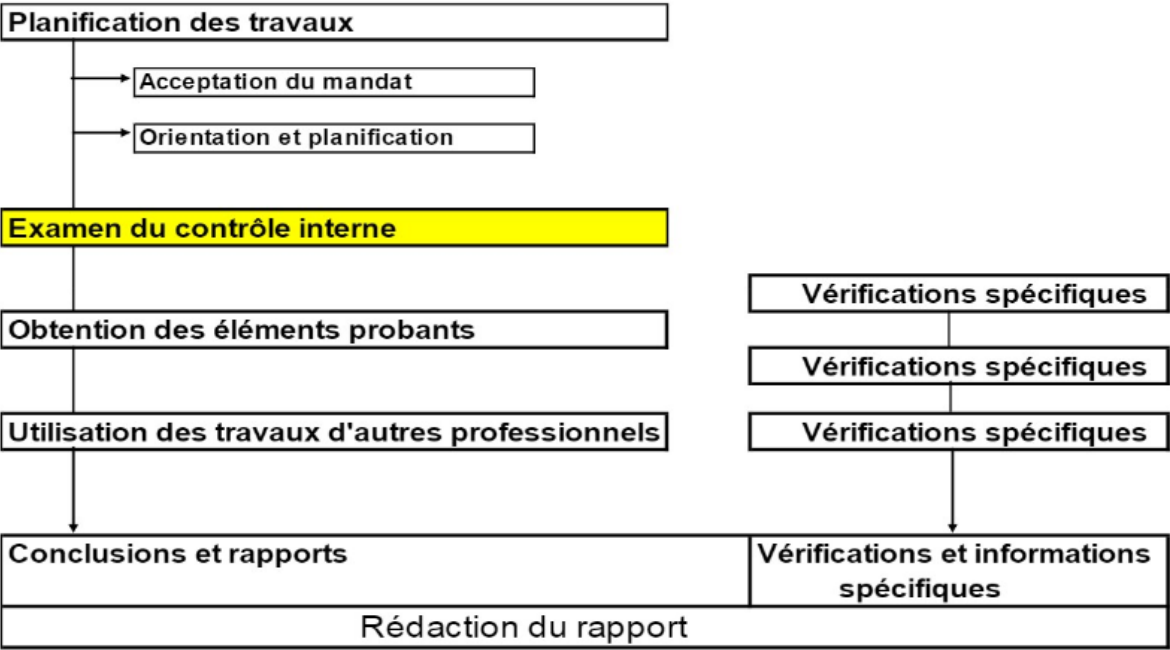 Planification des travaux
Acceptation du mandat
Orientation et planification
Examen du contrôle interne
Vérifications spécifiques
Obtention des éléments probants
Vérifications spécifiques
Utilisation des travaux d'autres professionnels
Vérifications spécifiques
Conclusions et rapports
Vérifications et informations
spécifiques
Rédaction du rapport